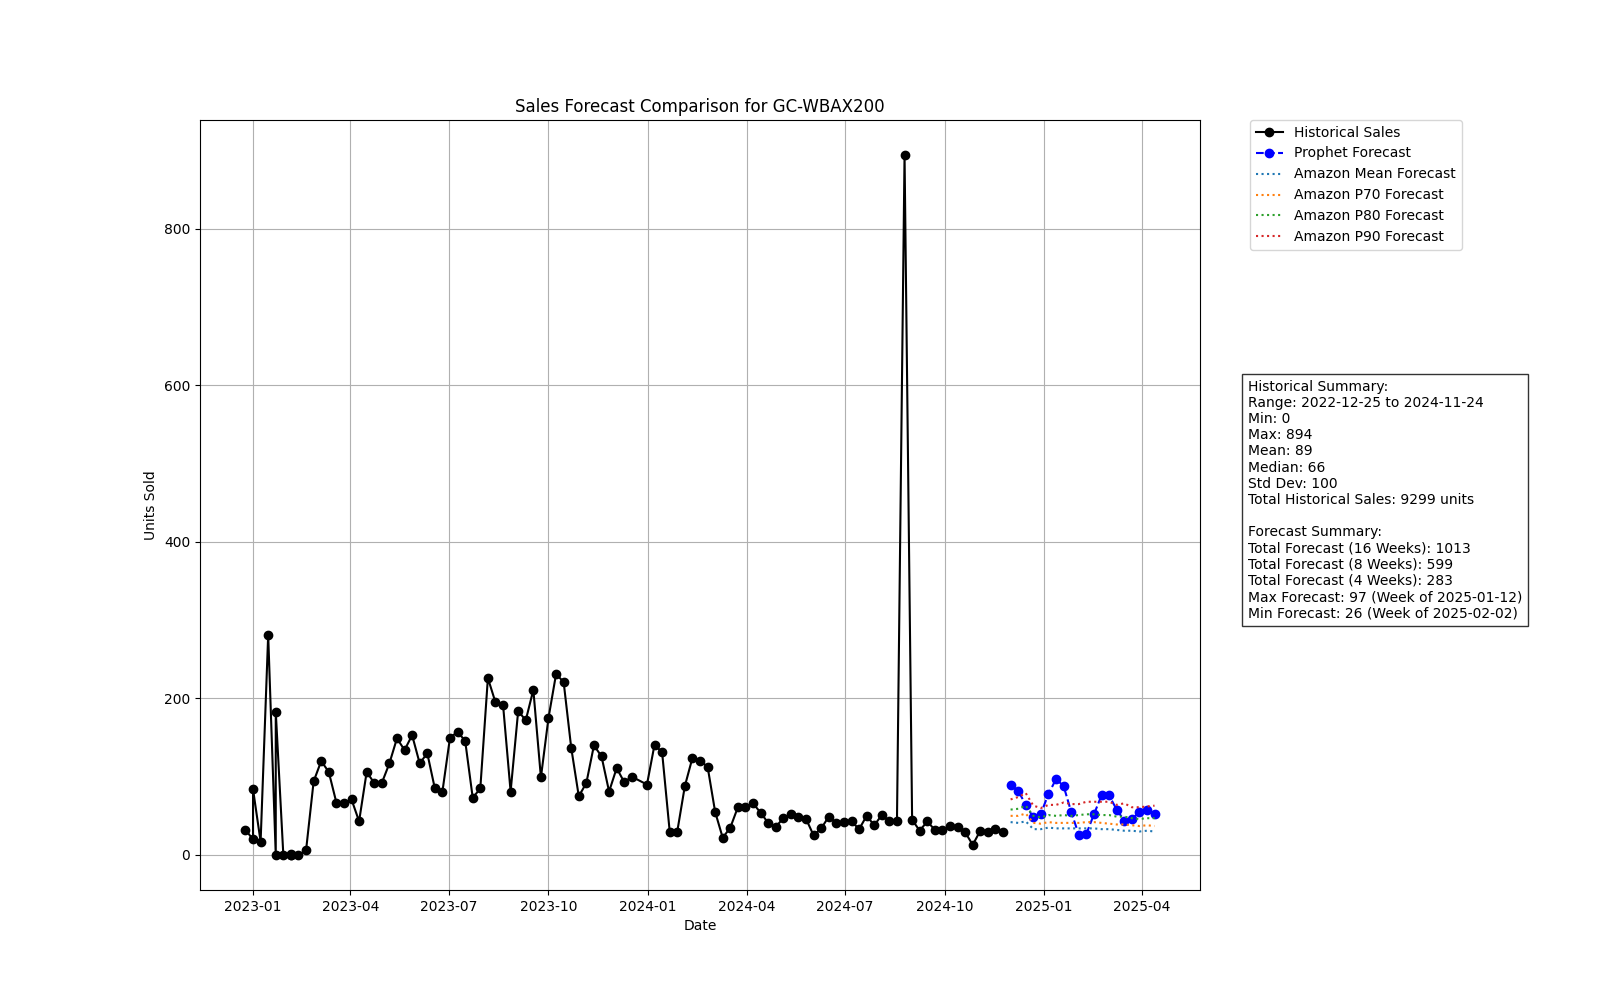 Sales Forecast Comparison for GC-WBAX200
Historical Sales
Prophet Forecast
Amazon Mean Forecast
Amazon P70 Forecast
Amazon P80 Forecast
Amazon P90 Forecast
800
600
400
200
0
Units Sold
2023-01
2023-04
2023-07
2023-10
2024-01
2024-04
2024-07
2024-10
2025-01
2025-04
Date
Historical Summary:
Range: 2022-12-25 to 2024-11-24
Min: 0
Max: 894
Mean: 89
Median: 66
Std Dev: 100
Total Historical Sales: 9299 units
Forecast Summary:
Total Forecast (16 Weeks): 1013
Total Forecast (8 Weeks): 599
Total Forecast (4 Weeks): 283
Max Forecast: 97 (Week of 2025-01-12)
Min Forecast: 26 (Week of 2025-02-02)